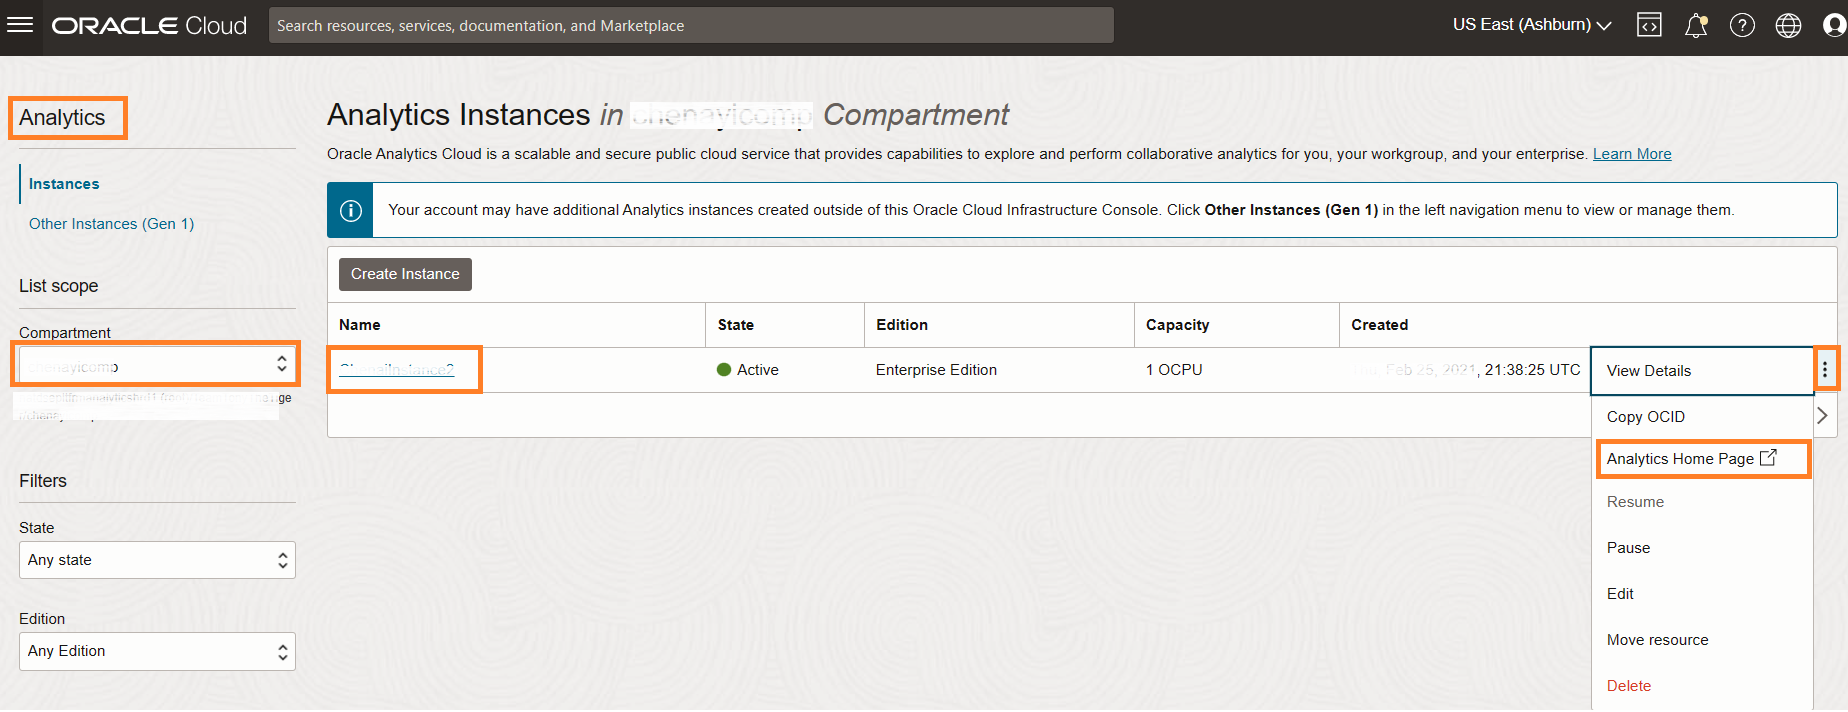 ORACLE Cloud
Search resources, services, documentation, and Marketplace
US East (Ashburn)
Analytics
Instances
Other Instances (Gen 1)
List scope
Compartment
Filters
State
Any state
Edition
Any Edition
Analytics Instances in Compartment
Oracle Analytics Cloud is a scalable and secure public cloud service that provides capabilities to explore and perform collaborative analytics for you, your workgroup, and your enterprise. Learn More
Your account may have additional Analytics instances created outside of this Oracle Cloud Infrastructure Console. Click Other Instances (Gen 1) in the left navigation menu to view or manage them.
Create Instance
Name State Edition Capacity Created
Active Enterprise Edition 1 OCPU Feb 25, 2021, 21:38:25 UTC
View Details
Copy OCID
Analytics Home Page
Resume
Pause
Edit
Move resource
Delete